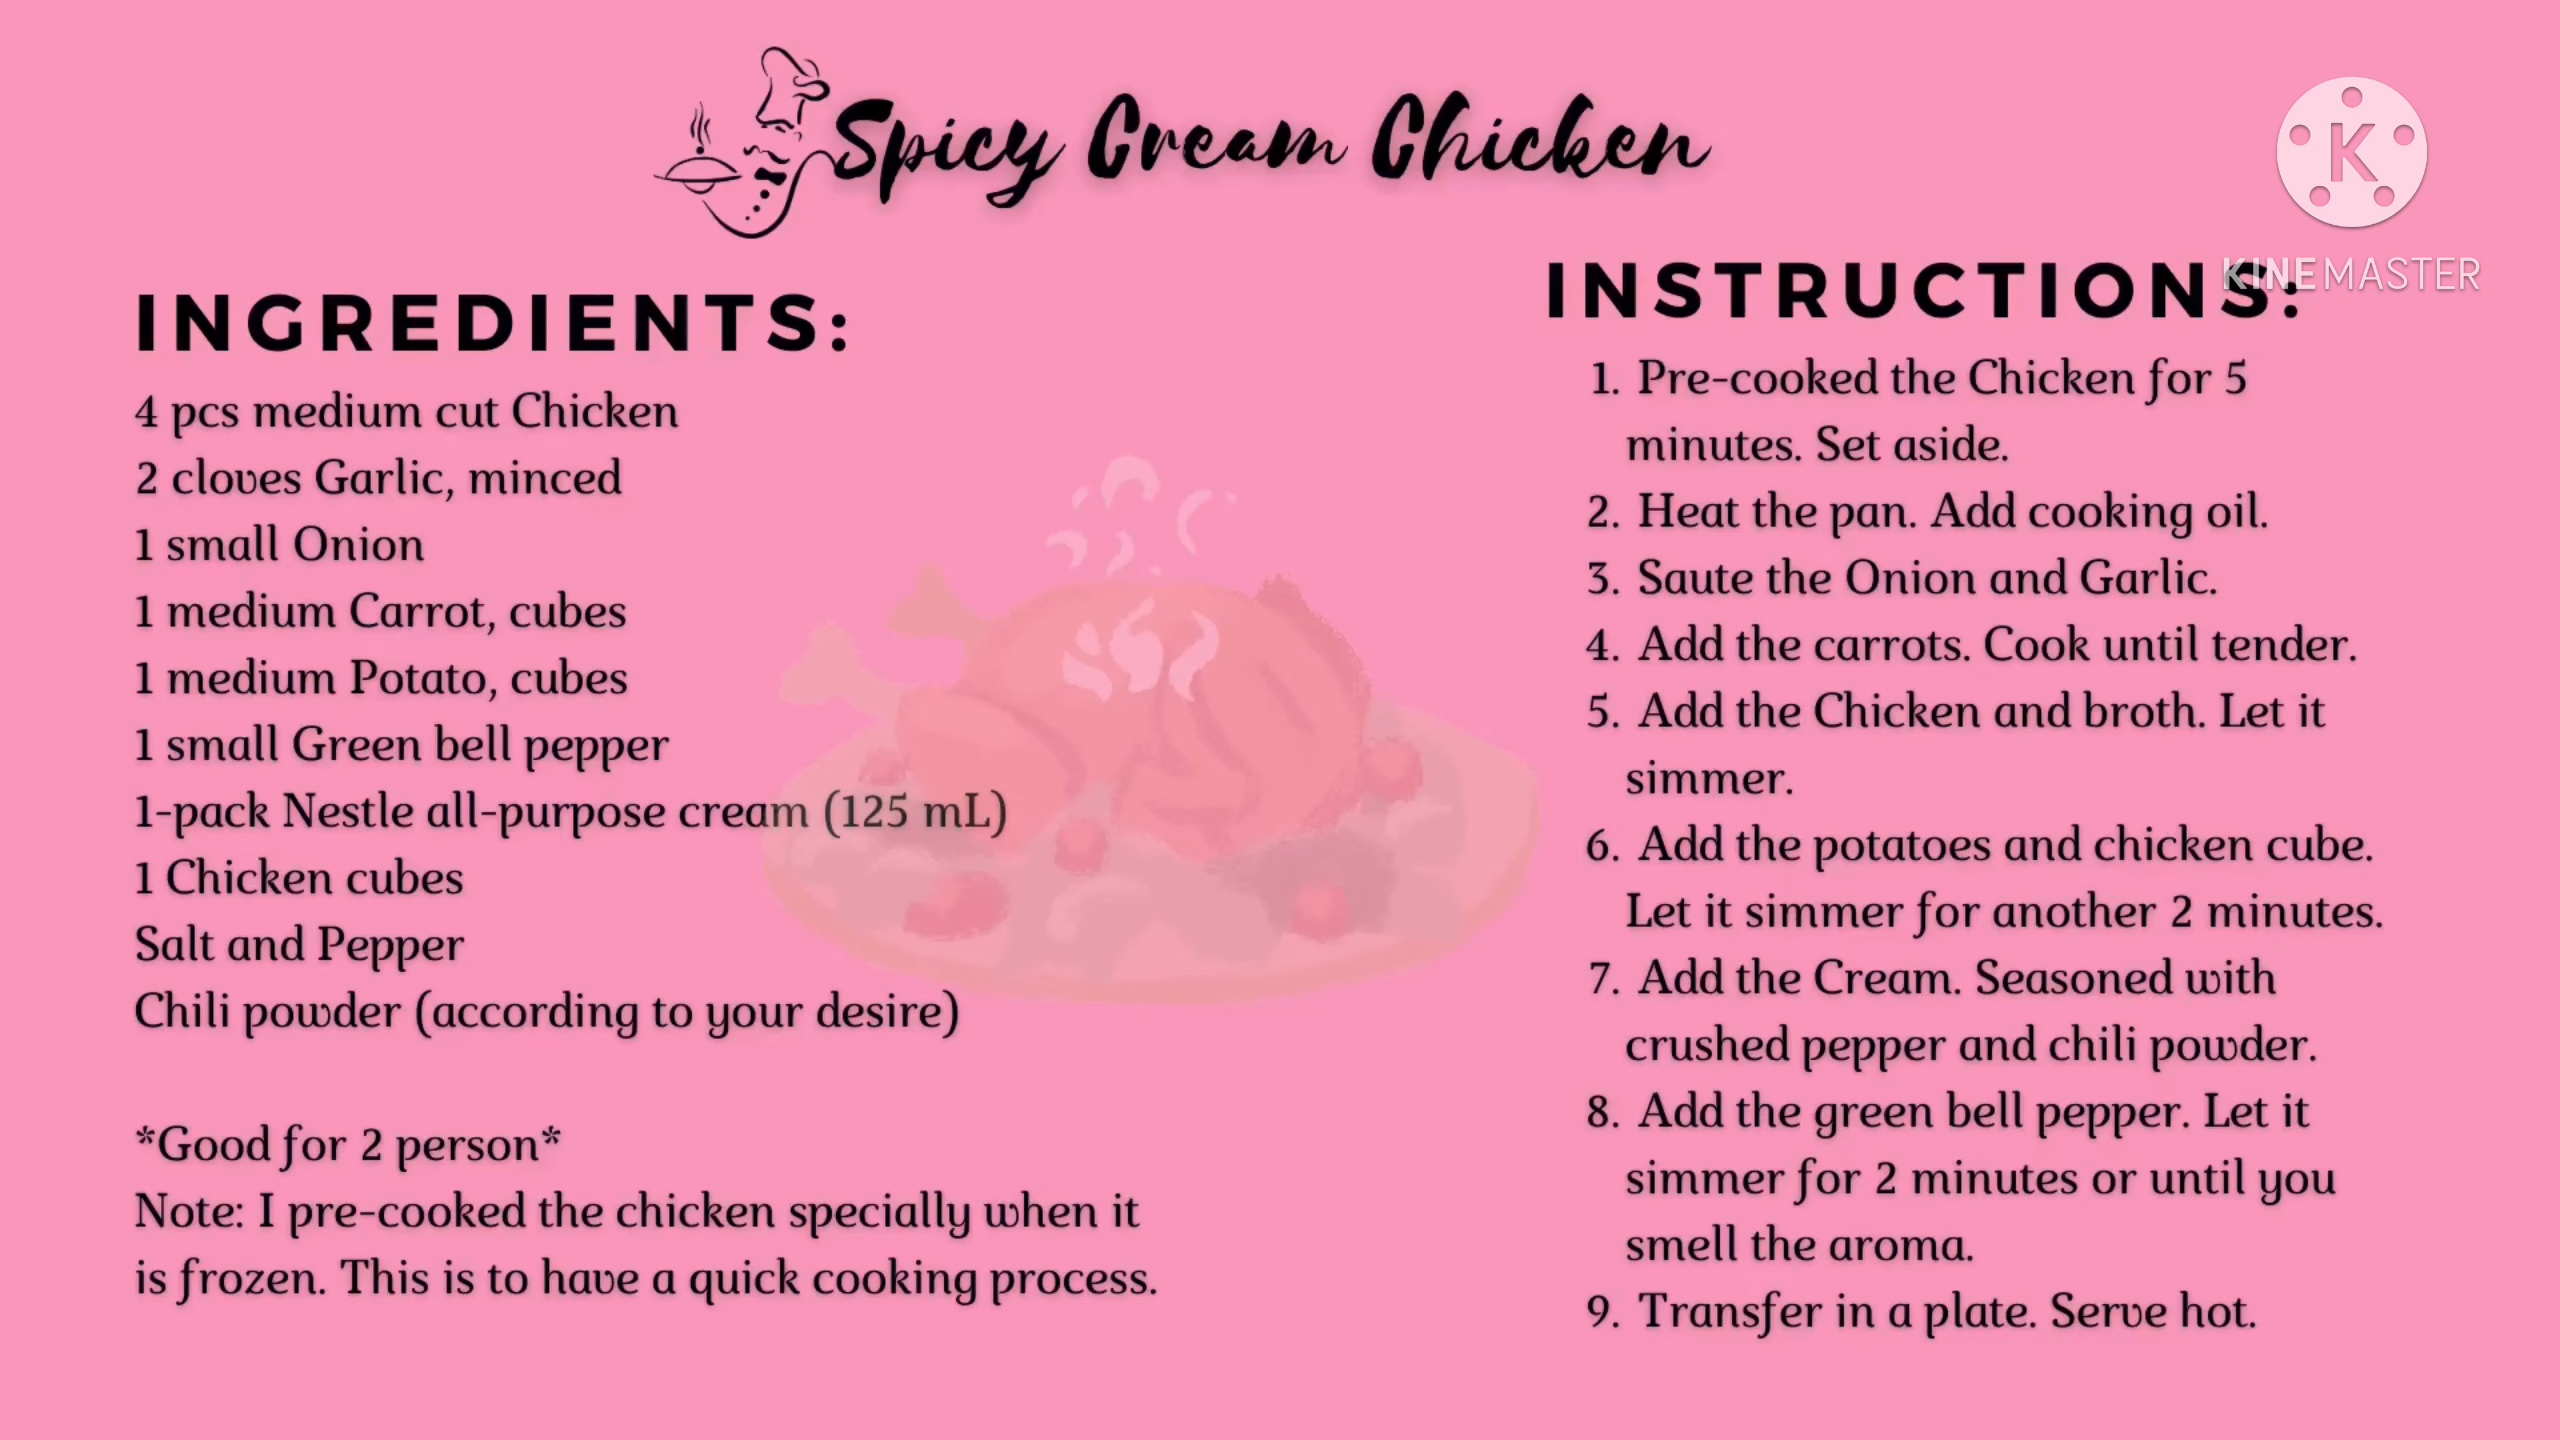 Spicy Cream Chicken
K
KINEMASTER
INGREDIENTS:
4 pcs medium cut Chicken
2 cloves Garlic, minced
1 small Onion
1 medium Carrot, cubes
1 medium Potato, cubes
1 small Green bell pepper
1-pack Nestle all-purpose cream (125 mL)
1 Chicken cubes
Salt and Pepper
Chili powder (according to your desire)
*Good for 2 person*
Note: I pre-cooked the chicken specially when it
is frozen. This is to have a quick cooking process.
INSTRUCTIONS:
1. Pre-cooked the Chicken for 5
minutes. Set aside.
2. Heat the pan. Add cooking oil.
3. Saute the Onion and Garlic.
4. Add the carrots. Cook until tender.
5. Add the Chicken and broth. Let it
simmer.
6. Add the potatoes and chicken cube.
Let it simmer for another 2 minutes.
7. Add the Cream. Seasoned with
crushed pepper and chili powder.
8. Add the green bell pepper. Let it
simmer for 2 minutes or until you
smell the aroma.
9. Transfer in a plate. Serve hot.